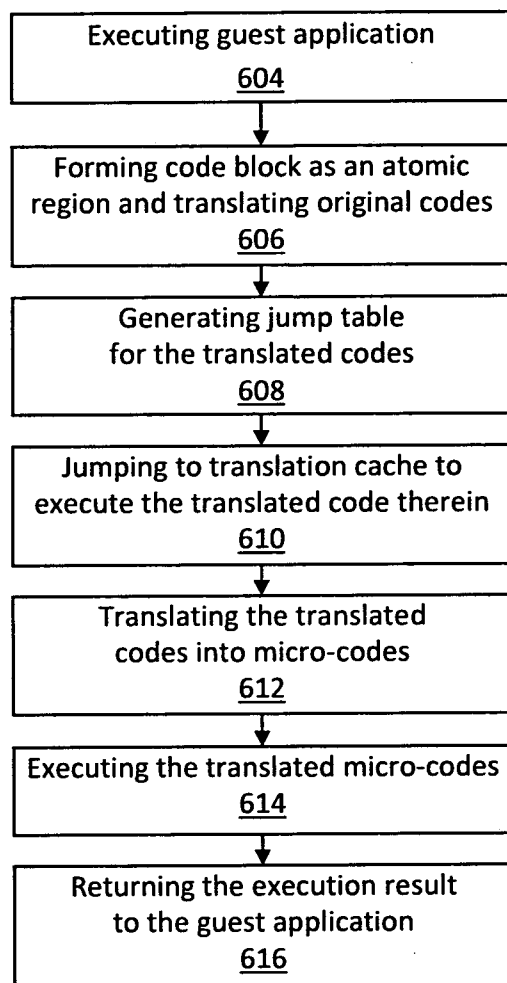 Executing guest application
604
Forming code block as an atomic
region and translating original codes
606
Generating jump table
for the translated codes
608
Jumping to translation cache to
execute the translated code therein
610
Translating the translated
codes into micro-codes
612
Executing the translated micro-codes
614
Returning the execution result
to the guest application
616